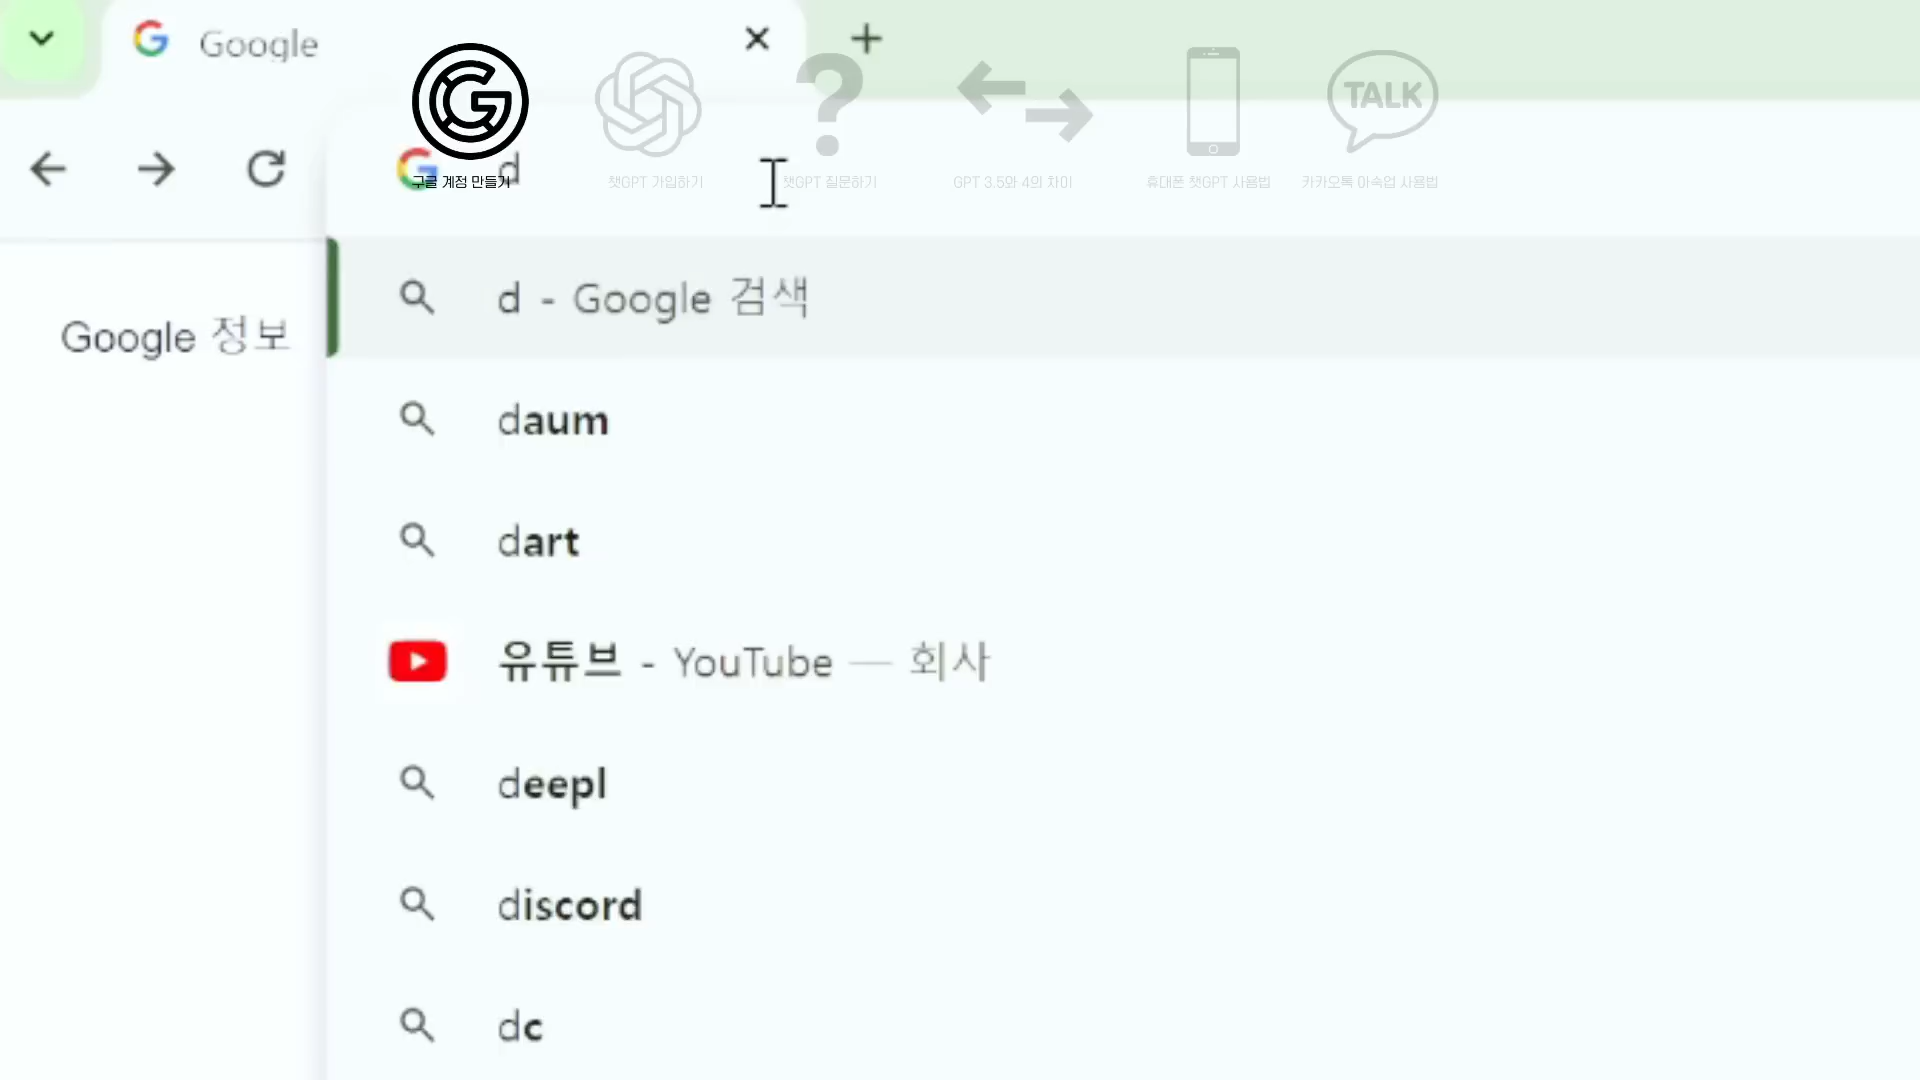 Google
TALK
d
구글 계정 만들기
챗GPT 가입하기
챗GPT 질문하기
GPT 3.5와 4의 차이
휴대폰 챗GPT 사용법
카카오톡 아숙업 사용법
d - Google 검색
Google 정보
daum
dart
유튜브 - YouTube — 회사
deepl
discord
dc